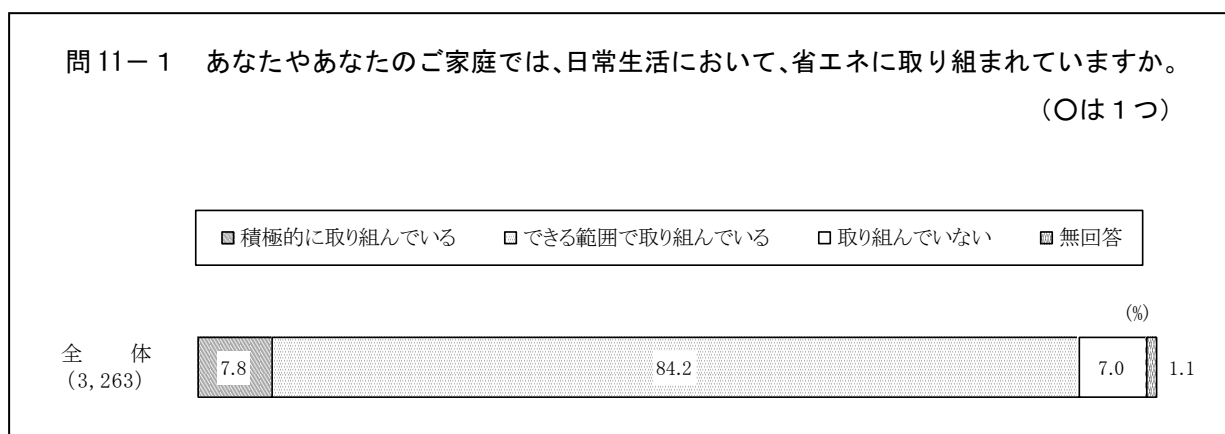 問11－1　あなたやあなたのご家庭では、日常生活において、省エネに取り組まれていますか。
（〇は１つ）
積極的に取り組んでいる　できる範囲で取り組んでいる　取り組んでいない　無回答
(%)
全　体
(3,263)
7.8　84.2　7.0　1.1